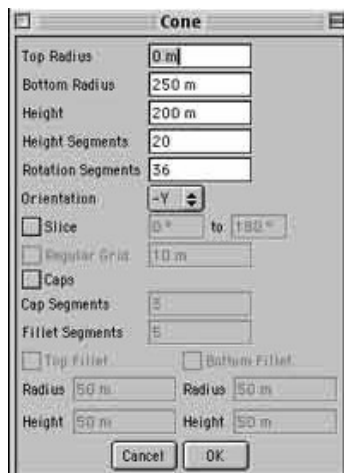 Cone
Top Radius 0 m
Bottom Radius 250 m
Height 200 m
Height Segments 20
Rotation Segments 36
Orientation -Y
Slice 0° to 180°
Regular Grid 10 m
Caps
Cap Segments 3
Fillet Segments 5
Top Fillet Bottom Fillet
Radius 50 m Radius 50 m
Height 50 m Height 50 m
Cancel OK